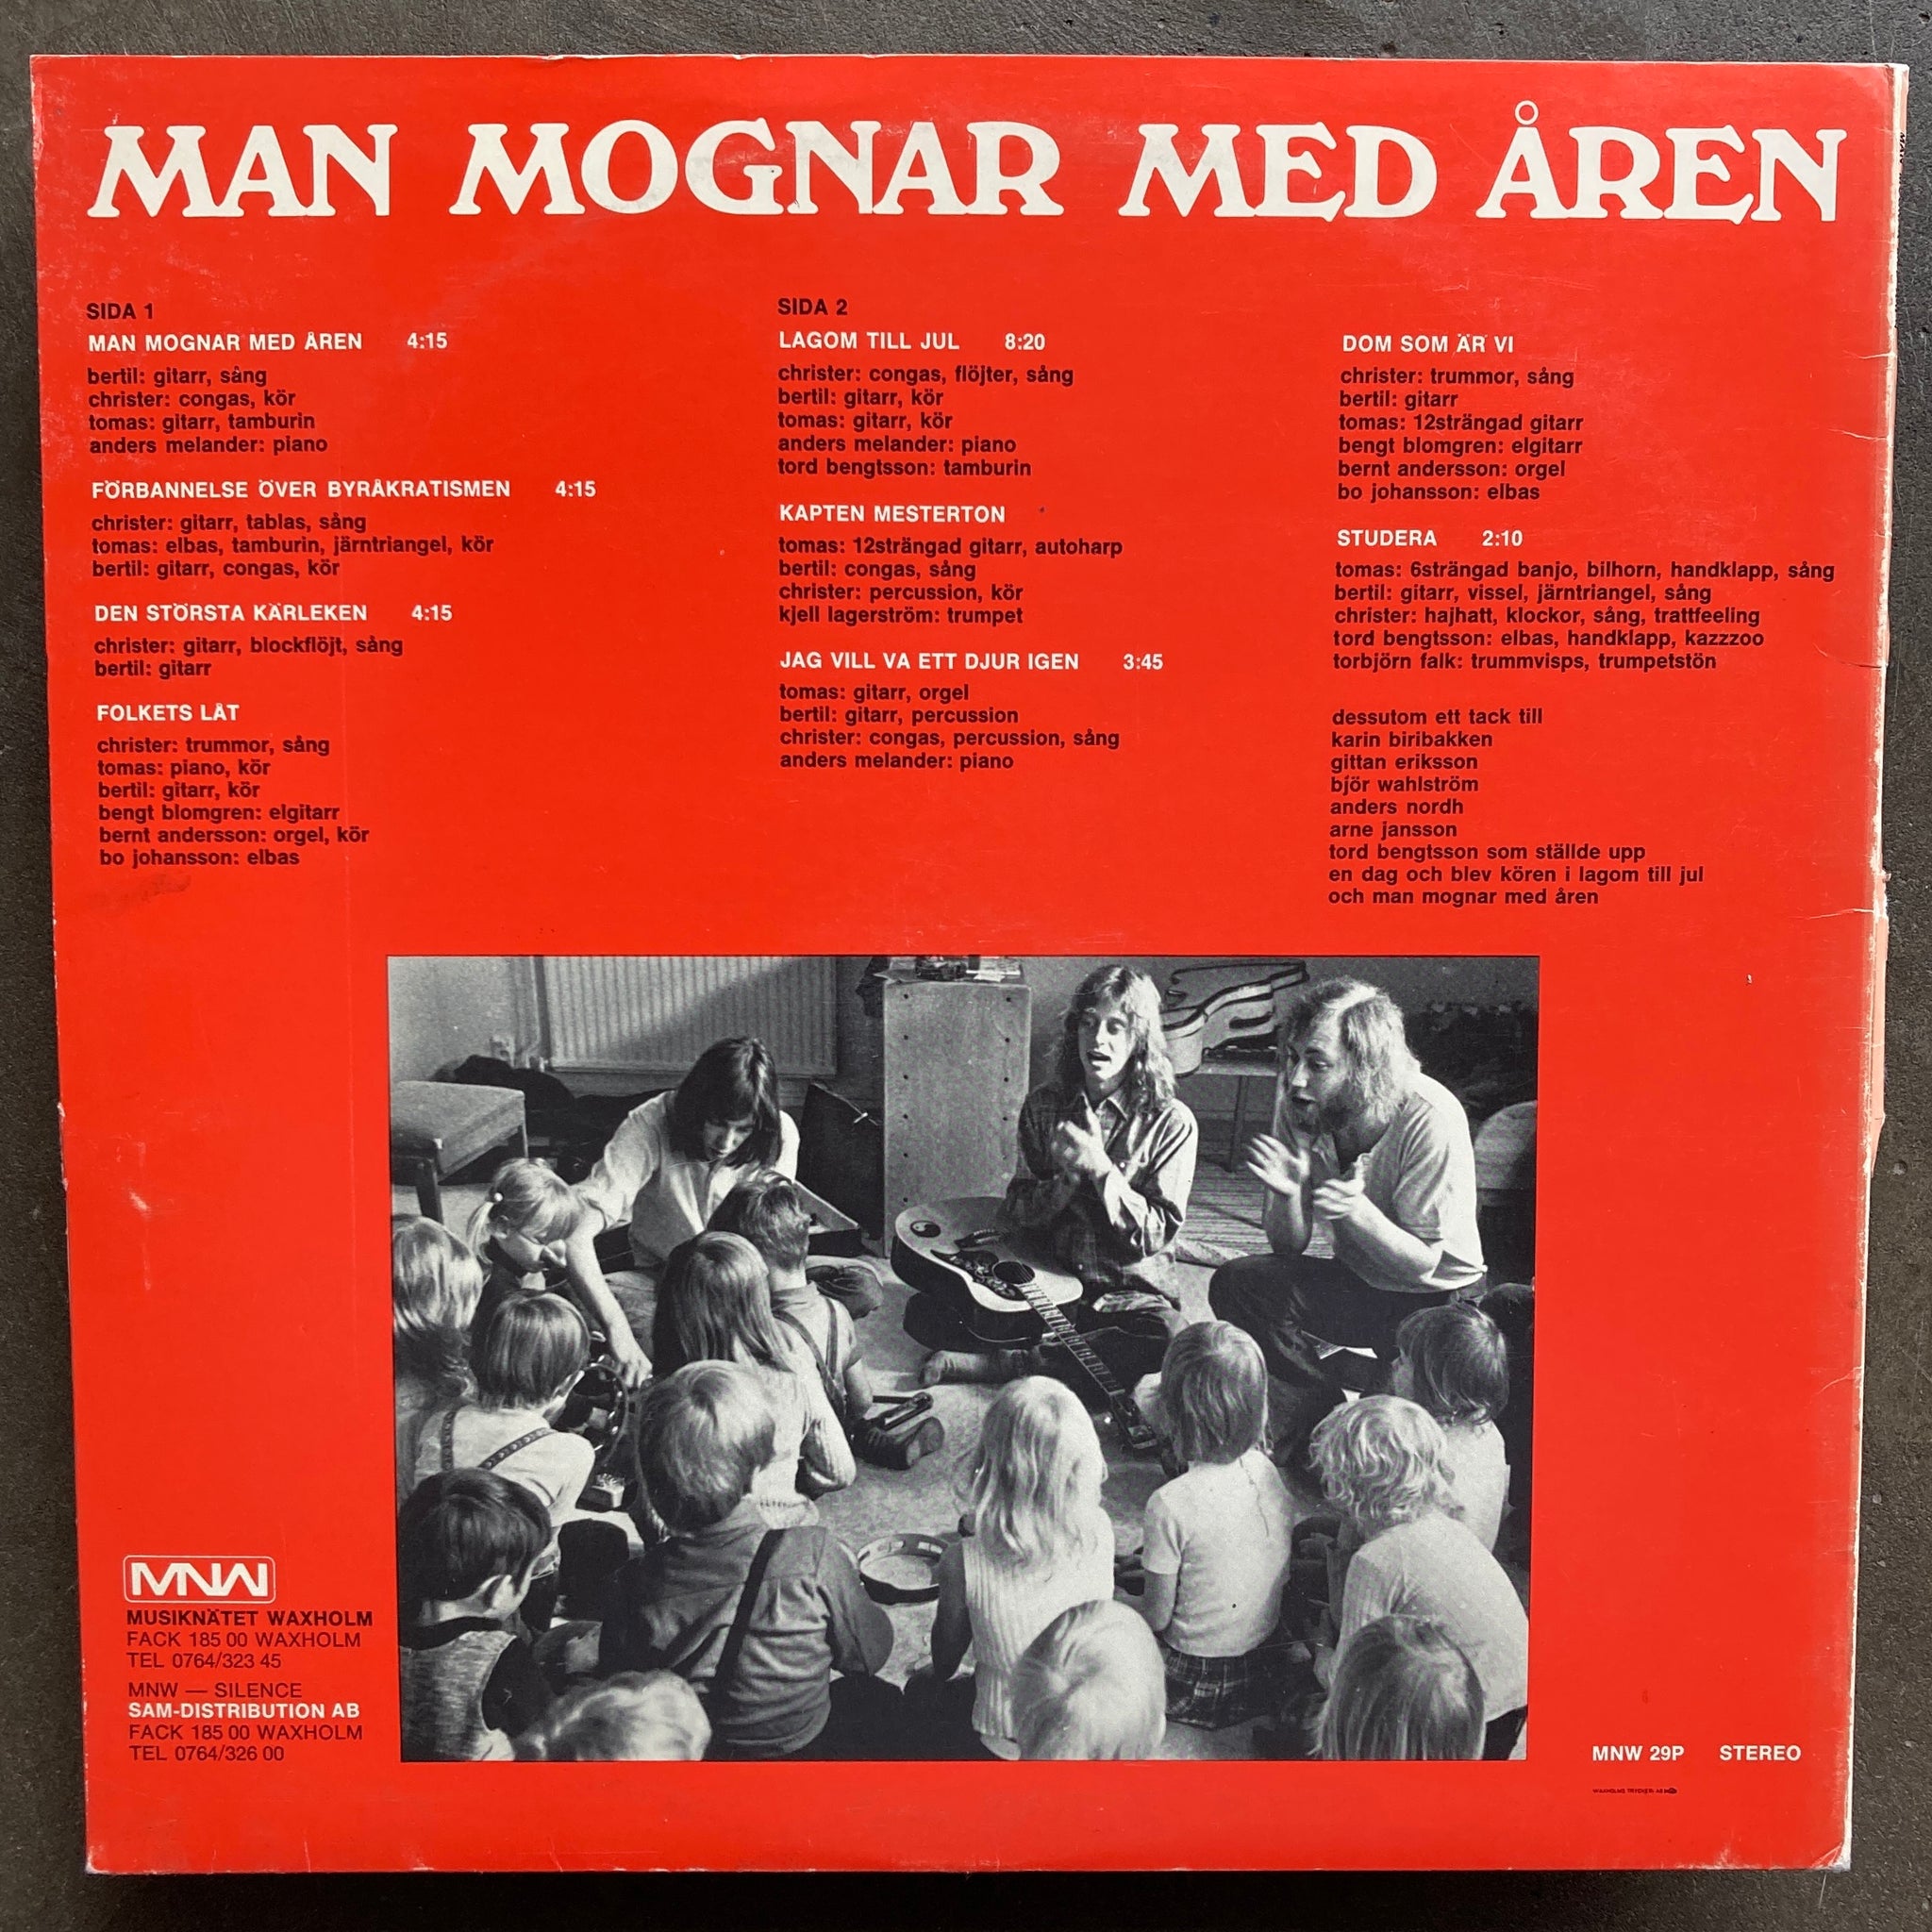 MAN MOGNAR MED ÅREN
SIDA 1
MAN MOGNAR MED ÅREN 4:15
bertil: gitarr, sång
christer: congas, kör
tomas: gitarr, tamburin
anders melander: piano
FÖRBANNELSE ÖVER BYRÅKRATISMEN 4:15
christer: gitarr, tablas, sång
tomas: elbas, tamburin, järntriangel, kör
bertil: gitarr, congas, kör
DEN STÖRSTA KÄRLEKEN 4:15
christer: gitarr, blockflöjt, sång
bertil: gitarr
FOLKETS LÅT
christer: trummor, sång
tomas: piano, kör
bertil: gitarr, kör
bengt blomgren: elgitarr
bernt andersson: orgel, kör
bo johansson: elbas
SIDA 2
LAGOM TILL JUL 8:20
christer: congas, flöjter, sång
bertil: gitarr, kör
tomas: gitarr, kör
anders melander: piano
tord bengtsson: tamburin
KAPTEN MESTERTON
tomas: 12strängad gitarr, autoharp
bertil: congas, sång
christer: percussion, kör
kjell lagerström: trumpet
JAG VILL VA ETT DJUR IGEN 3:45
tomas: gitarr, orgel
bertil: gitarr, percussion
christer: congas, percussion, sång
anders melander: piano
DOM SOM ÄR VI
christer: trummor, sång
bertil: gitarr
tomas: 12strängad gitarr
bengt blomgren: elgitarr
bernt andersson: orgel
bo johansson: elbas
STUDERA 2:10
tomas: 6strängad banjo, bilhorn, handklapp, sång
bertil: gitarr, vissel, järntriangel, sång
christer: hajhatt, klockor, sång, trattfeeling
tord bengtsson: elbas, handklapp, kazzzoo
torbjörn falk: trummvisps, trumpetstön
dessutom ett tack till
karin biribakken
gittan eriksson
björ wahlström
anders nordh
arne jansson
tord bengtsson som ställde upp
en dag och blev kören i lagom till jul
och man mognar med åren
MNW
MUSIKNÄTET WAXHOLM
FACK 185 00 WAXHOLM
TEL 0764/323 45
MNW — SILENCE
SAM-DISTRIBUTION AB
FACK 185 00 WAXHOLM
TEL 0764/326 00
MNW 29P STEREO
WAXHOLMS TRYCKERI AB